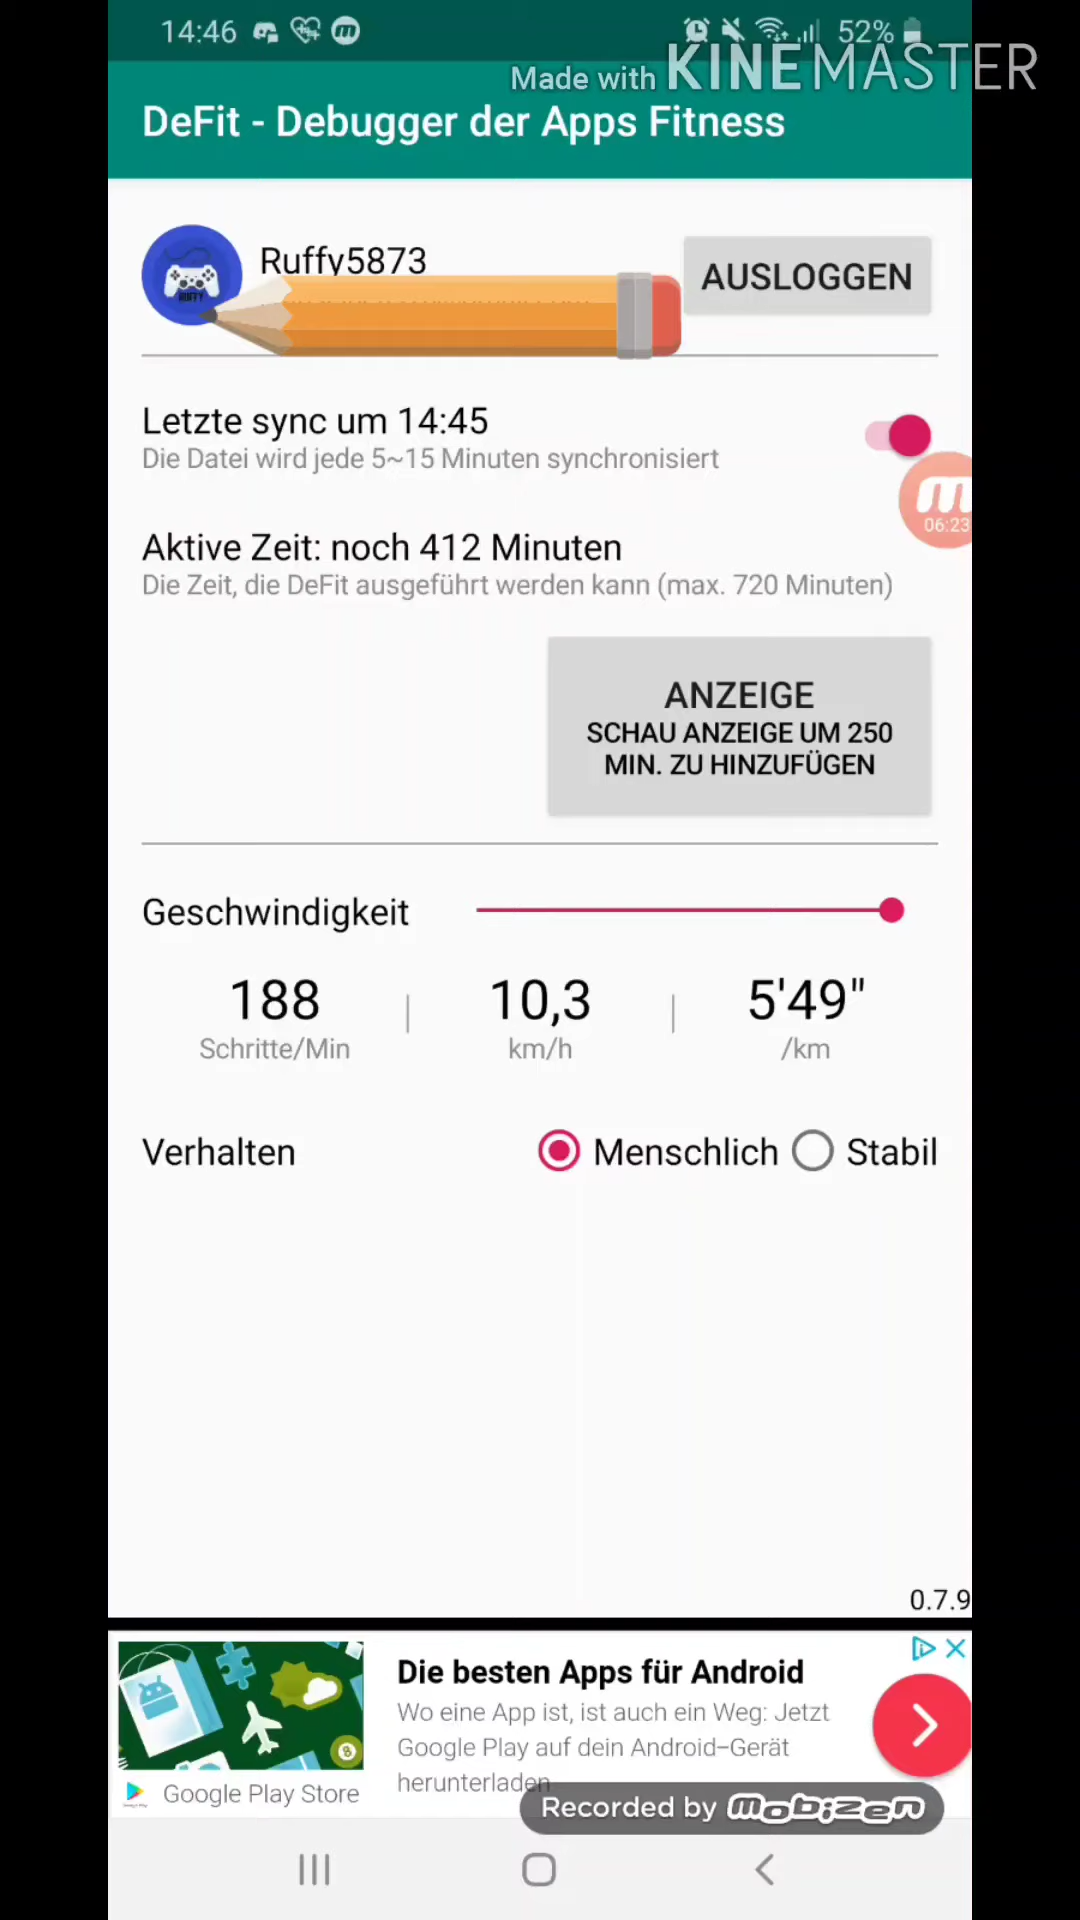 14:46
52%
Made with KINEMASTER
DeFit - Debugger der Apps Fitness
RUFFY
Ruffy5873
AUSLOGGEN
Letzte sync um 14:45
Die Datei wird jede 5~15 Minuten synchronisiert
06:23
Aktive Zeit: noch 412 Minuten
Die Zeit, die DeFit ausgeführt werden kann (max. 720 Minuten)
ANZEIGE
SCHAU ANZEIGE UM 250
MIN. ZU HINZUFÜGEN
Geschwindigkeit
188
10,3
5'49"
Schritte/Min
km/h
/km
Verhalten
Menschlich
Stabil
0.7.9
Die besten Apps für Android
Wo eine App ist, ist auch ein Weg: Jetzt
Google Play auf dein Android-Gerät
herunterladen
Google Play Store
Recorded by mobizen